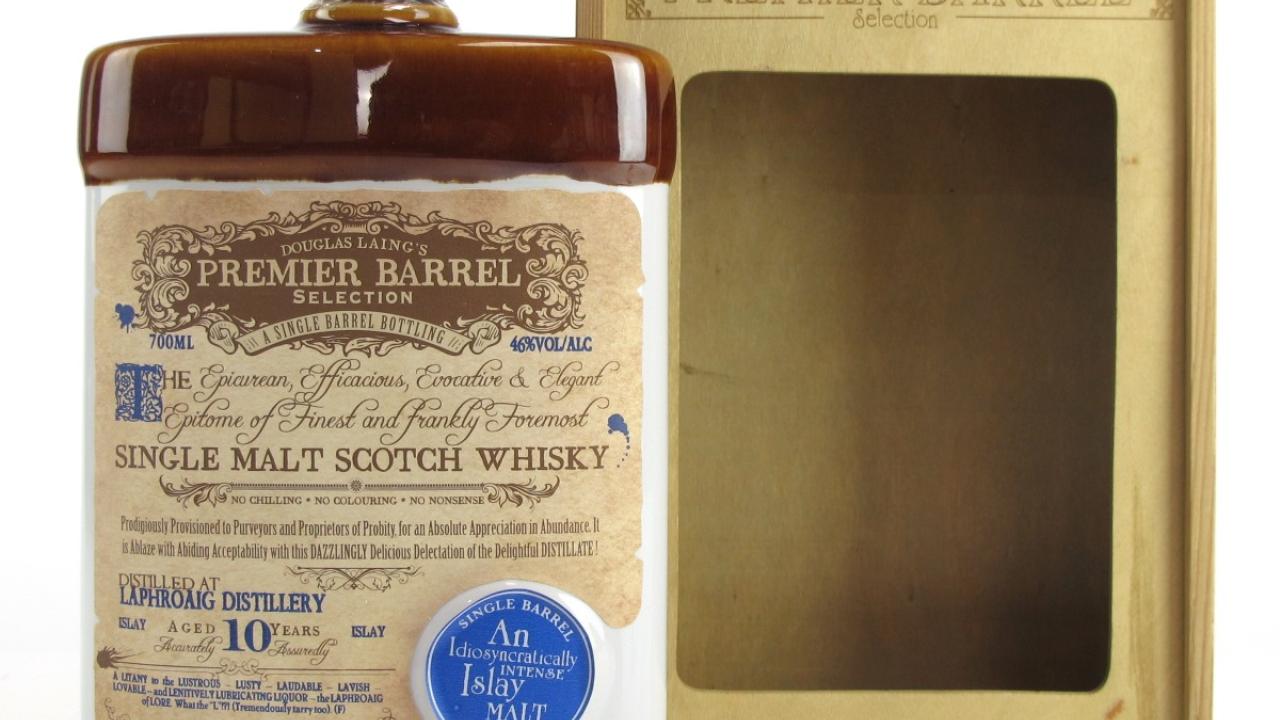 DOUGLAS LAING'S
PREMIER BARREL
SELECTION
A SINGLE BARREL BOTTLING
700ML
46%VOL/ALC
THE Epicurean, Efficacious, Evocative & Elegant
Epitome of Finest and frankly Foremost
SINGLE MALT SCOTCH WHISKY
NO CHILLING • NO COLOURING • NO NONSENSE
Prodigiously Provisioned to Purveyors and Proprietors of Probity, for an Absolute Appreciation in Abundance. It
is Ablaze with Abiding Acceptability with this DAZZLINGLY Delicious Delectation of the Delightful DISTILLATE!
DISTILLED AT
LAPHROAIG DISTILLERY
ISLAY AGED 10 YEARS ISLAY
Accurately Assuredly
A LITANY to the LUSTROUS – LUSTY – LAUDABLE – LAVISH –
LOVABLE – and LENITIVELY LUBRICATING LIQUOR – the LAPHROAIG
of LORE. What the "L"?!! (Tremendously tarry too). (F)
SINGLE BARREL
An
Idiosyncratically
INTENSE
Islay
MALT
PREMIER BARREL
Selection